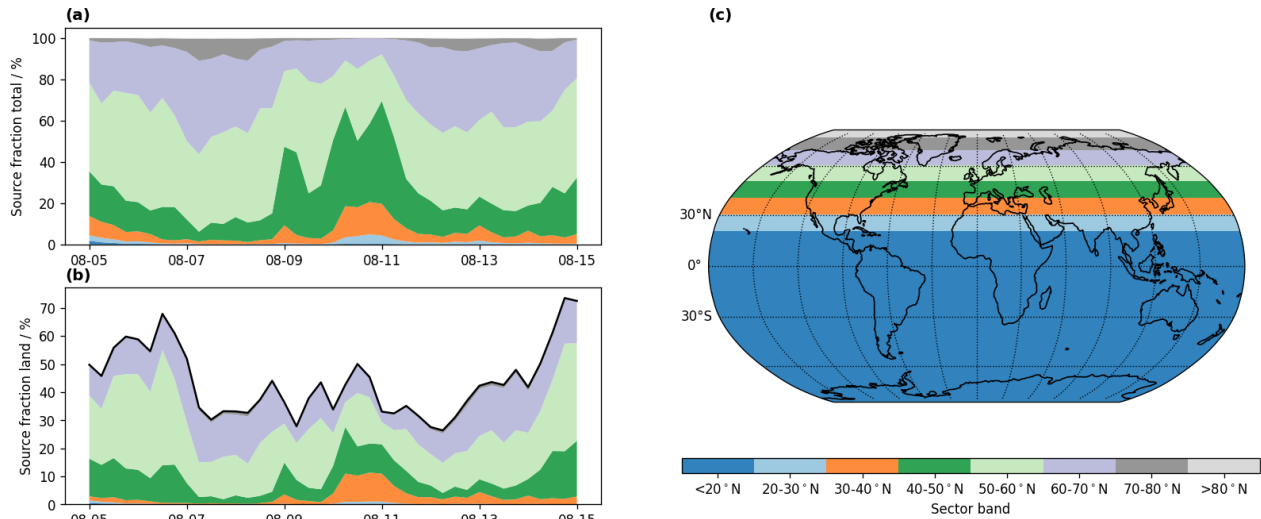 (a)
Source fraction total / %
100
80
60
40
20
0
08-05 08-07 08-09 08-11 08-13 08-15
(b)
Source fraction land / %
70
60
50
40
30
20
10
0
08-05 08-07 08-09 08-11 08-13 08-15
(c)
30°N
0°
30°S
<20°N 20-30°N 30-40°N 40-50°N 50-60°N 60-70°N 70-80°N >80°N
Sector band